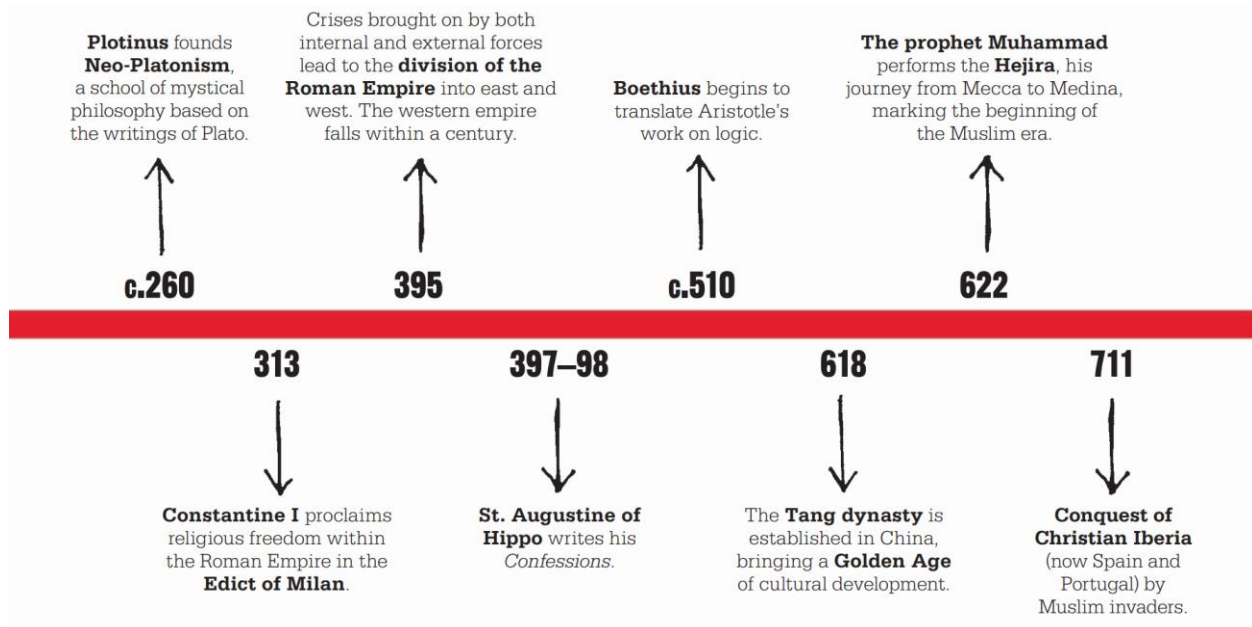 Plotinus founds
Neo-Platonism,
a school of mystical
philosophy based on
the writings of Plato.
c.260
Crises brought on by both
internal and external forces
lead to the division of the
Roman Empire into east and
west. The western empire
falls within a century.
395
Boethius begins to
translate Aristotle's
work on logic.
c.510
The prophet Muhammad
performs the Hejira, his
journey from Mecca to Medina,
marking the beginning of
the Muslim era.
622
313
Constantine I proclaims
religious freedom within
the Roman Empire in the
Edict of Milan.
397–98
St. Augustine of
Hippo writes his
Confessions.
618
The Tang dynasty is
established in China,
bringing a Golden Age
of cultural development.
711
Conquest of
Christian Iberia
(now Spain and
Portugal) by
Muslim invaders.